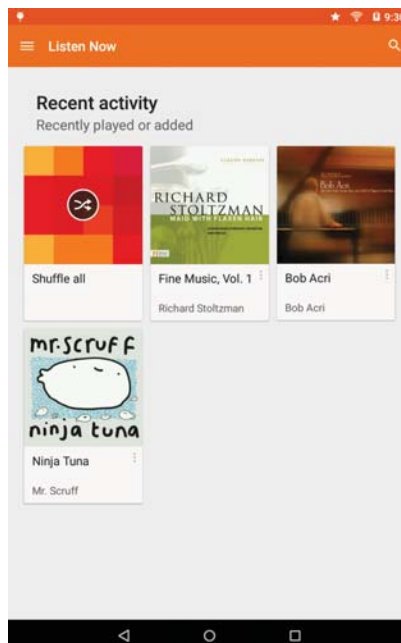 9:30
Listen Now
Recent activity
Recently played or added
RICHARD
STOLTZMAN
MAID WITH FLAXEN HAIR
Bob Acri
mr. scruff
ninja tuna
Shuffle all
Fine Music, Vol. 1
Bob Acri
Richard Stoltzman
Bob Acri
Ninja Tuna
Mr. Scruff